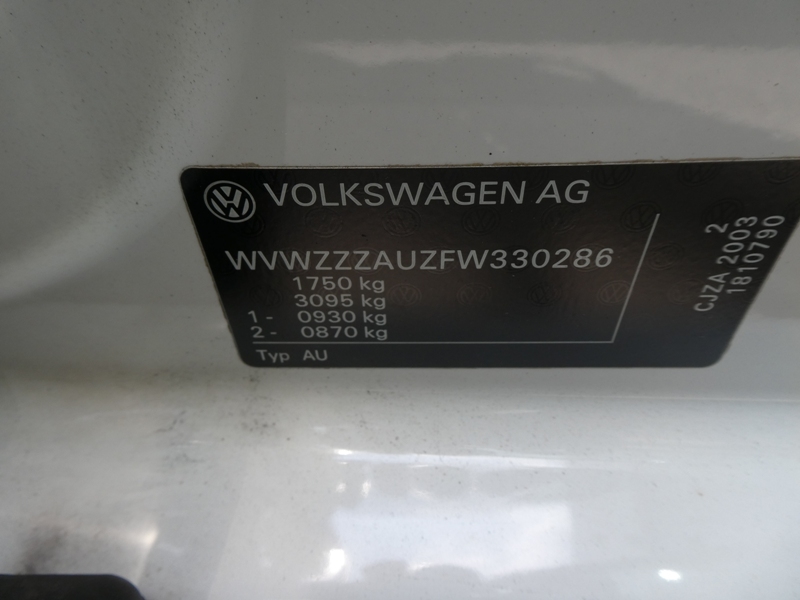 VOLKSWAGEN AG
WVWZZZAUZFW330286
1750 kg
3095 kg
1 - 0930 kg
2 - 0870 kg
Typ AU
2
CJZA 2003
1810790